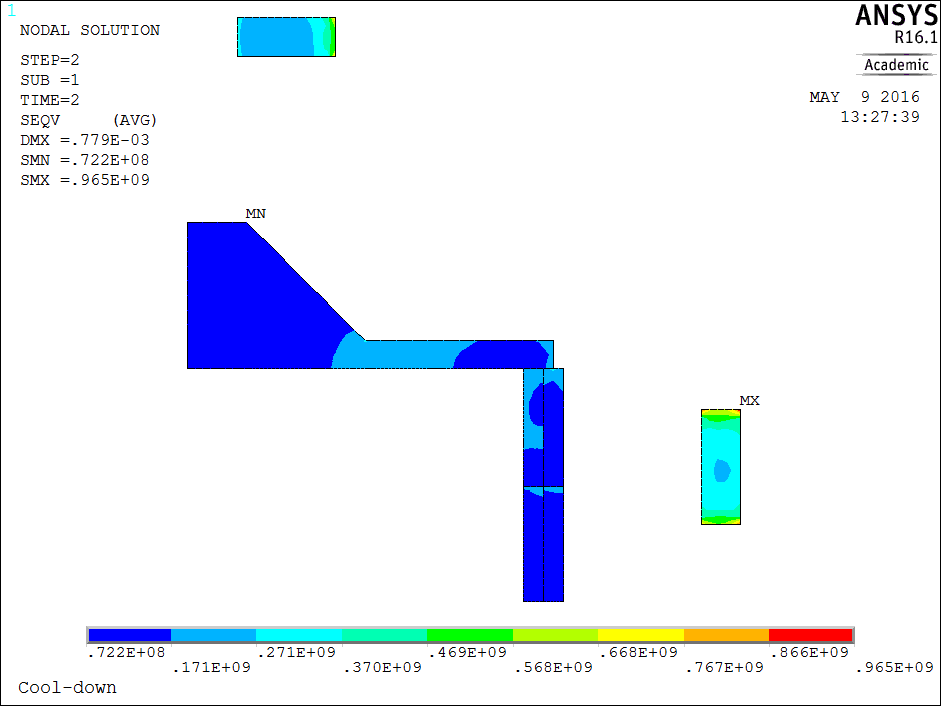 1
NODAL SOLUTION
STEP=2
SUB =1
TIME=2
SEQV     (AVG)
DMX =.779E-03
SMN =.722E+08
SMX =.965E+09
ANSYS
R16.1
Academic
MAY  9 2016
13:27:39
MN
MX
.722E+08 .271E+09 .469E+09 .668E+09 .866E+09
.171E+09 .370E+09 .568E+09 .767E+09 .965E+09
Cool-down